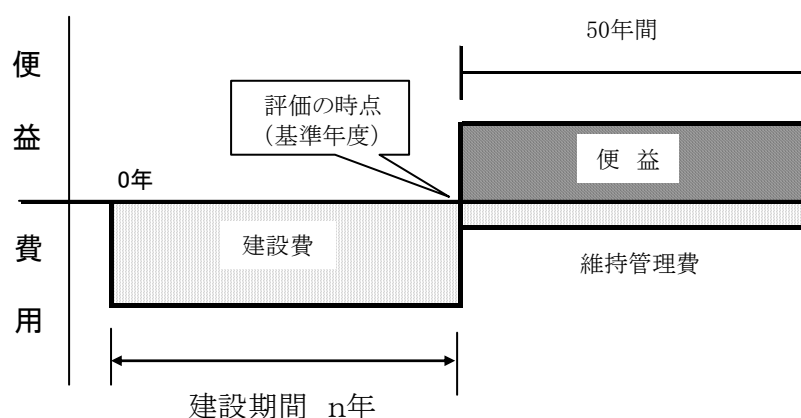 50年間
便益
評価の時点
（基準年度）
便 益
0年
建設費
費用
維持管理費
建設期間 n年